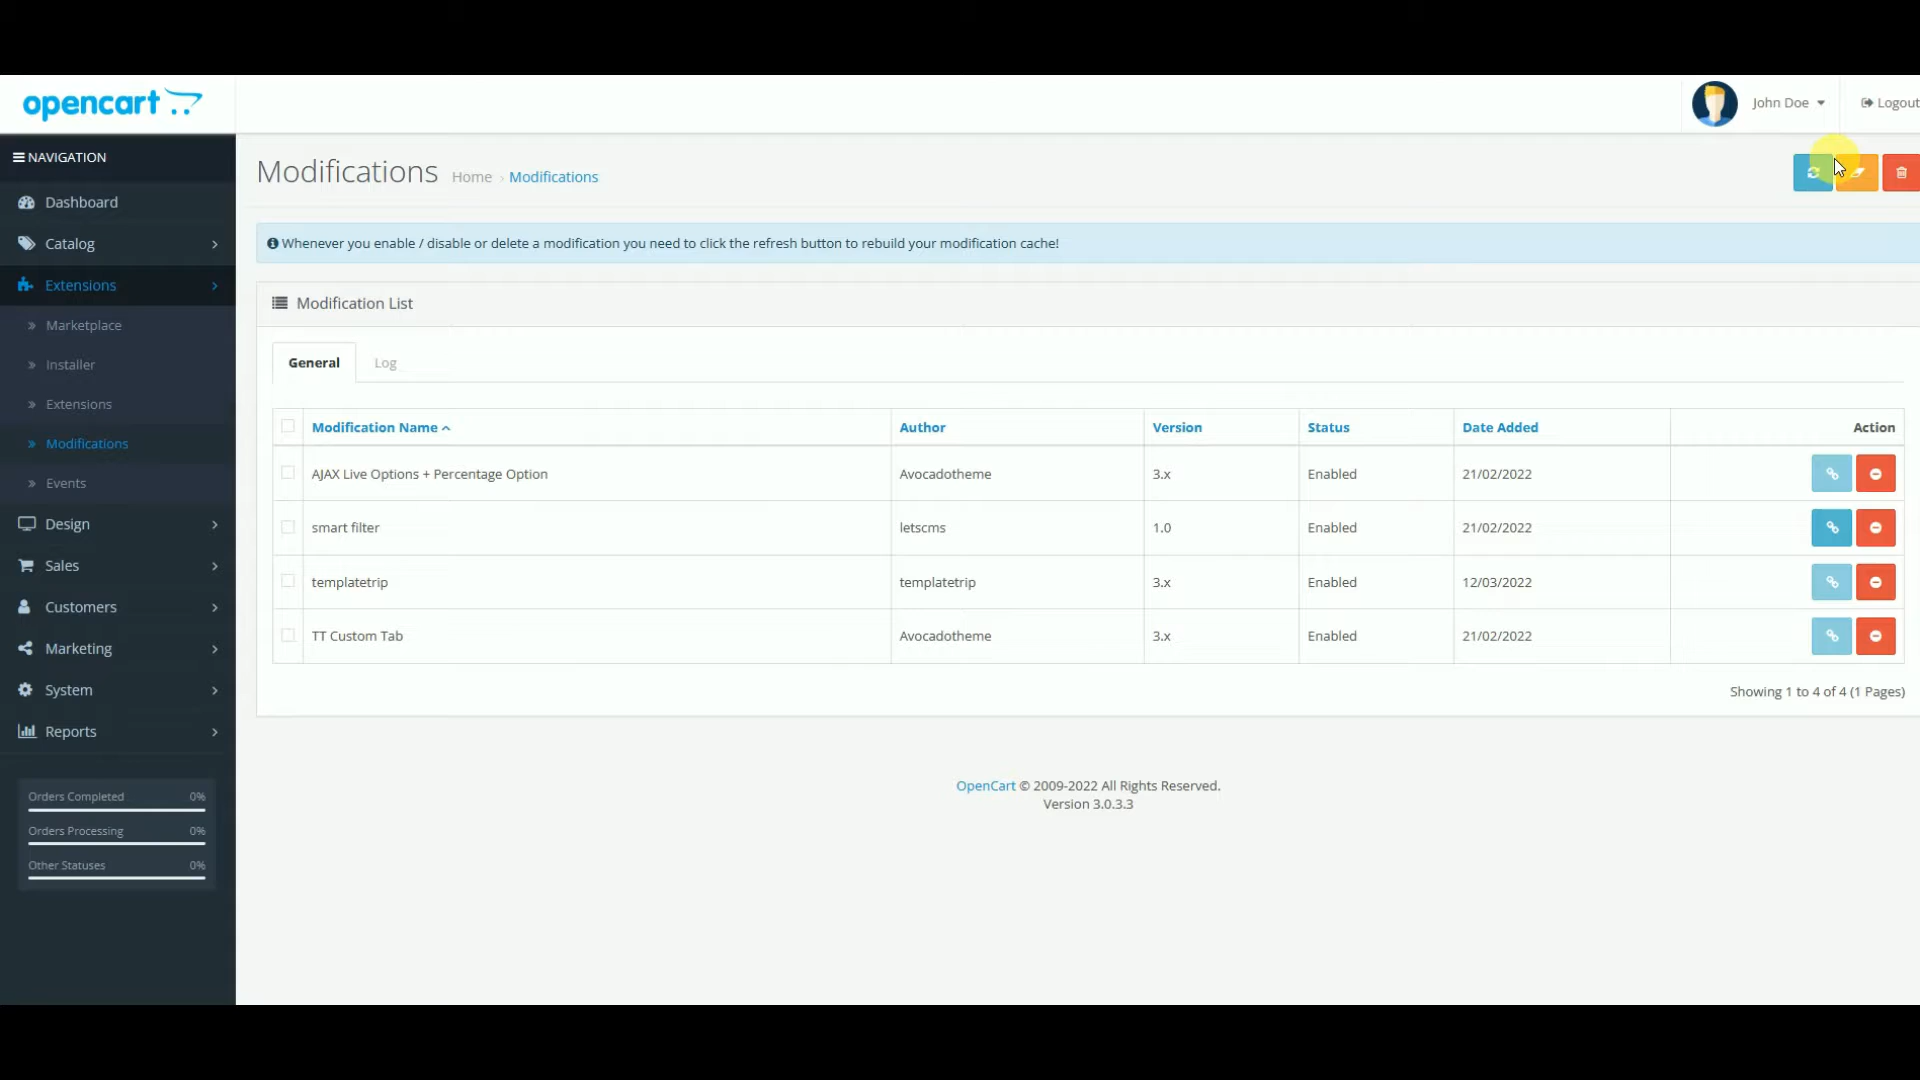 opencart
John Doe
Logout
NAVIGATION
Modifications
Home › Modifications
Dashboard
Catalog
Whenever you enable / disable or delete a modification you need to click the refresh button to rebuild your modification cache!
Extensions
Modification List
Marketplace
Installer
General
Log
Extensions
Modification Name
Author
Version
Status
Date Added
Action
Modifications
AJAX Live Options + Percentage Option
Avocadotheme
3.x
Enabled
21/02/2022
Events
Design
smart filter
letscms
1.0
Enabled
21/02/2022
Sales
templatetrip
templatetrip
3.x
Enabled
12/03/2022
Customers
TT Custom Tab
Avocadotheme
3.x
Enabled
21/02/2022
Marketing
System
Showing 1 to 4 of 4 (1 Pages)
Reports
Orders Completed 0%
Orders Processing 0%
Other Statuses 0%
OpenCart © 2009-2022 All Rights Reserved.
Version 3.0.3.3